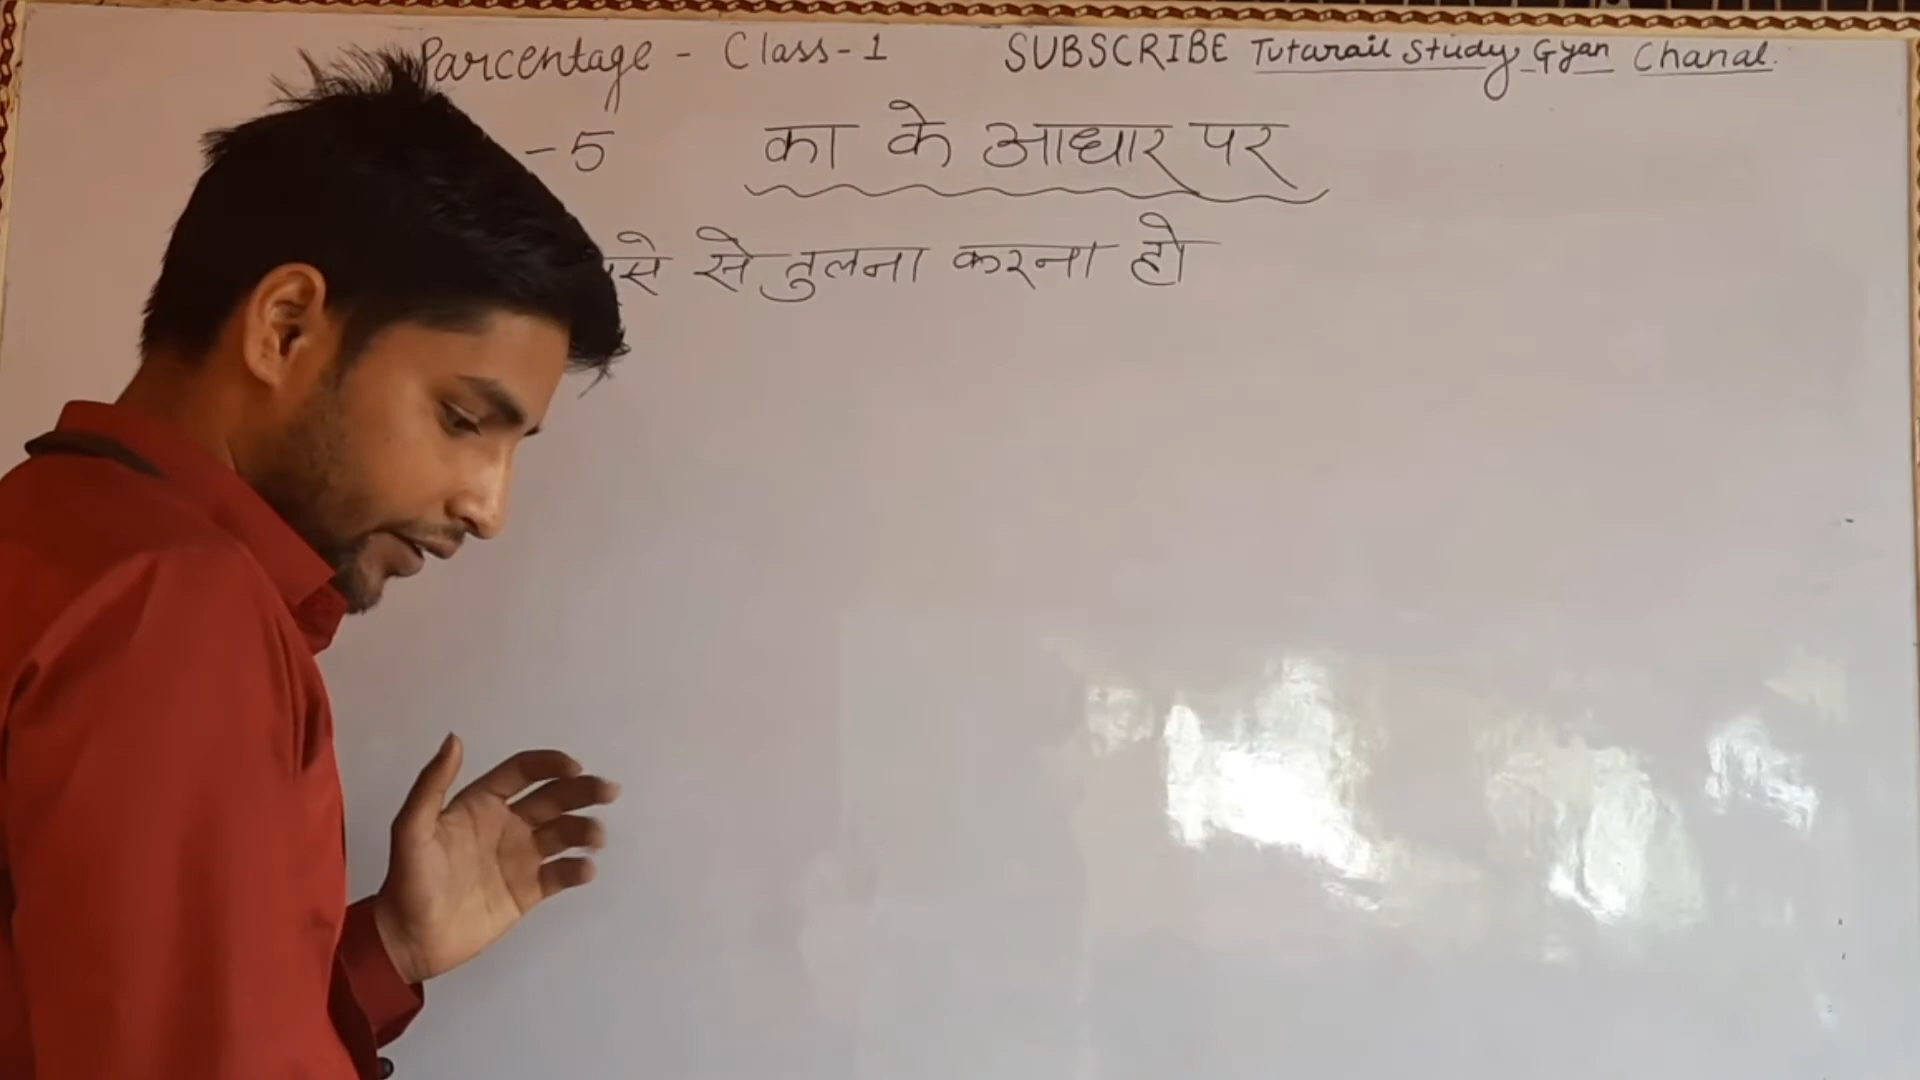 Parcentage - Class-1 SUBSCRIBE Tutarail Study Gyan Chanal.
-5 का के आधार पर
से तुलना करना हो